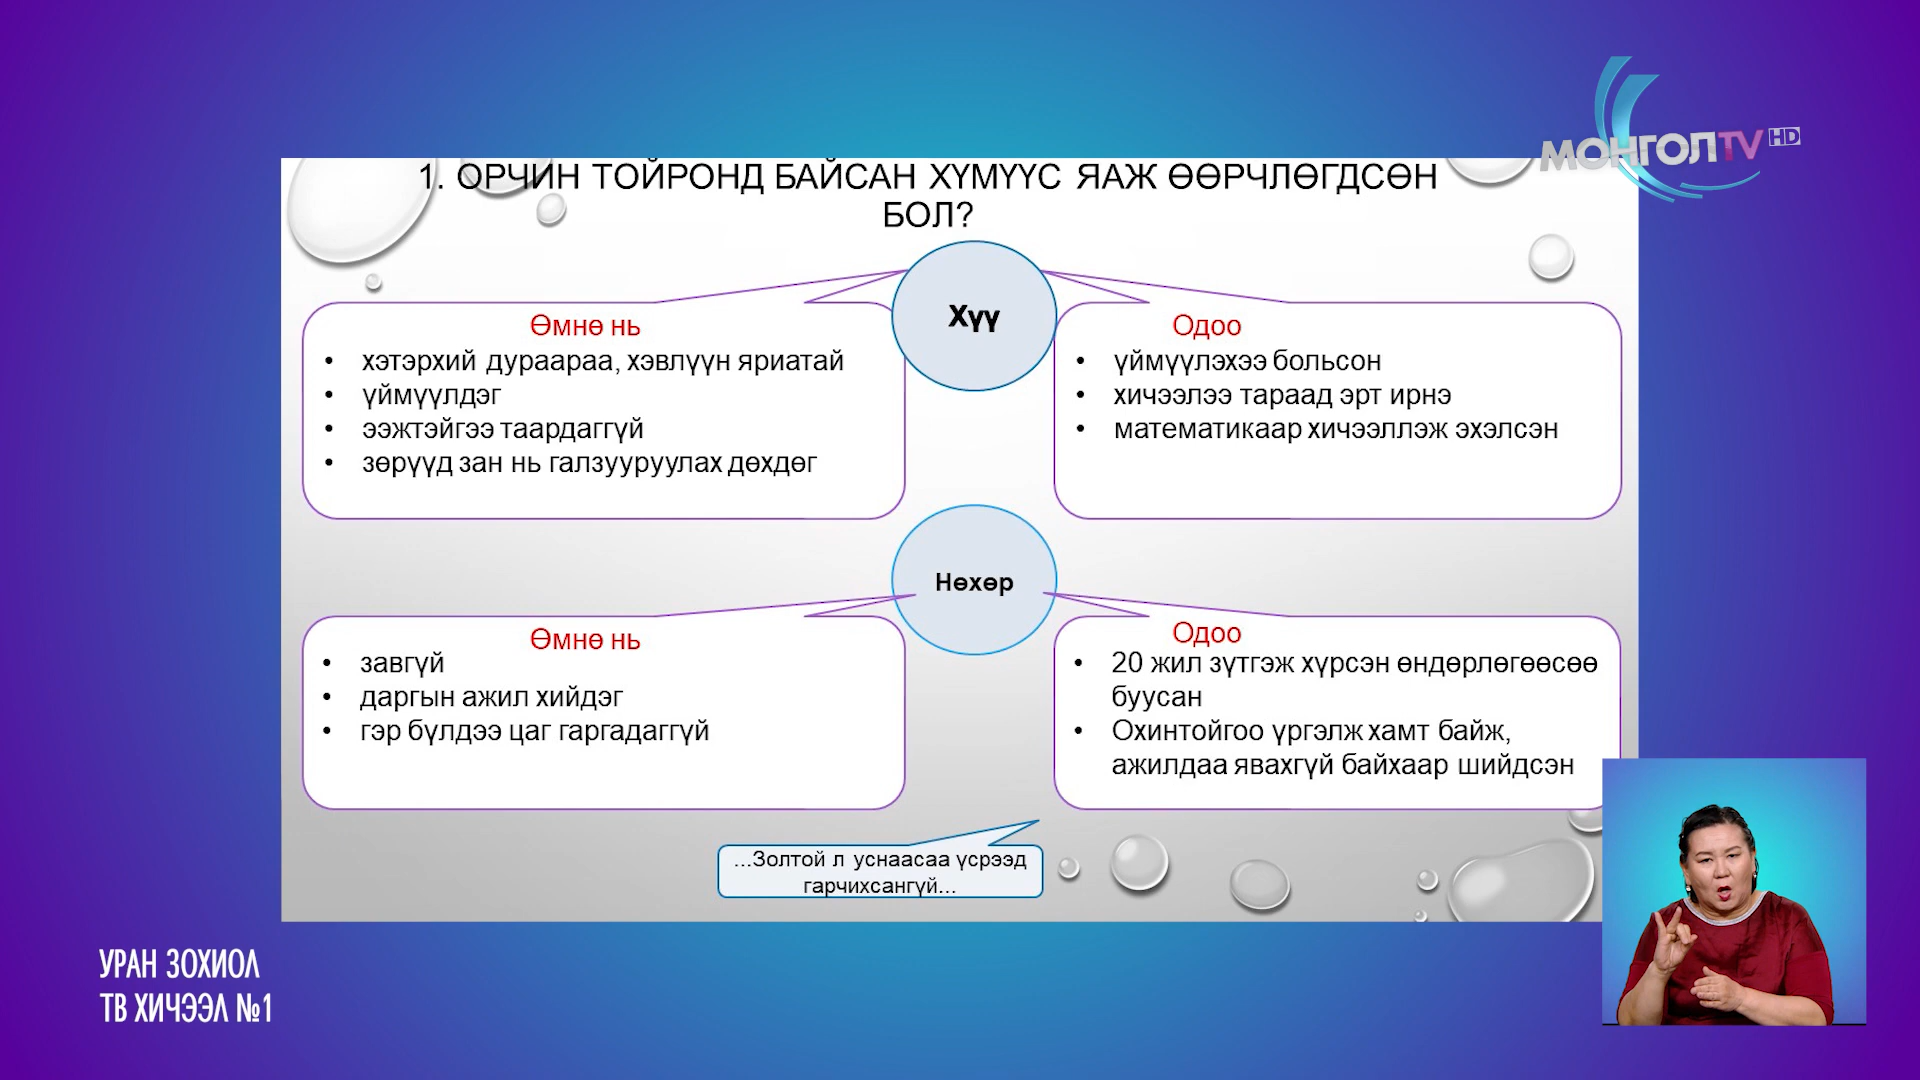 МОНГОЛTV HD
1. ОРЧИН ТОЙРОНД БАЙСАН ХҮМҮҮС ЯАЖ ӨӨРЧЛӨГДСӨН
БОЛ?
Хүү
Өмнө нь
• хэтэрхий дураараа, хэвлүүн яриатай
• үймүүлдэг
• ээжтэйгээ таардаггүй
• зөрүүд зан нь галзууруулах дөхдөг
Одоо
• үймүүлэхээ больсон
• хичээлээ тараад эрт ирнэ
• математикаар хичээллэж эхэлсэн
Нөхөр
Өмнө нь
• завгүй
• даргын ажил хийдэг
• гэр бүлдээ цаг гаргадаггүй
Одоо
• 20 жил зүтгэж хүрсэн өндөрлөгөөсөө
буусан
• Охинтойгоо үргэлж хамт байж,
ажилдаа явахгүй байхаар шийдсэн
...Золтой л уснаасаа үсрээд
гарчихсангүй...
УРАН ЗОХИОЛ
ТВ ХИЧЭЭЛ №1